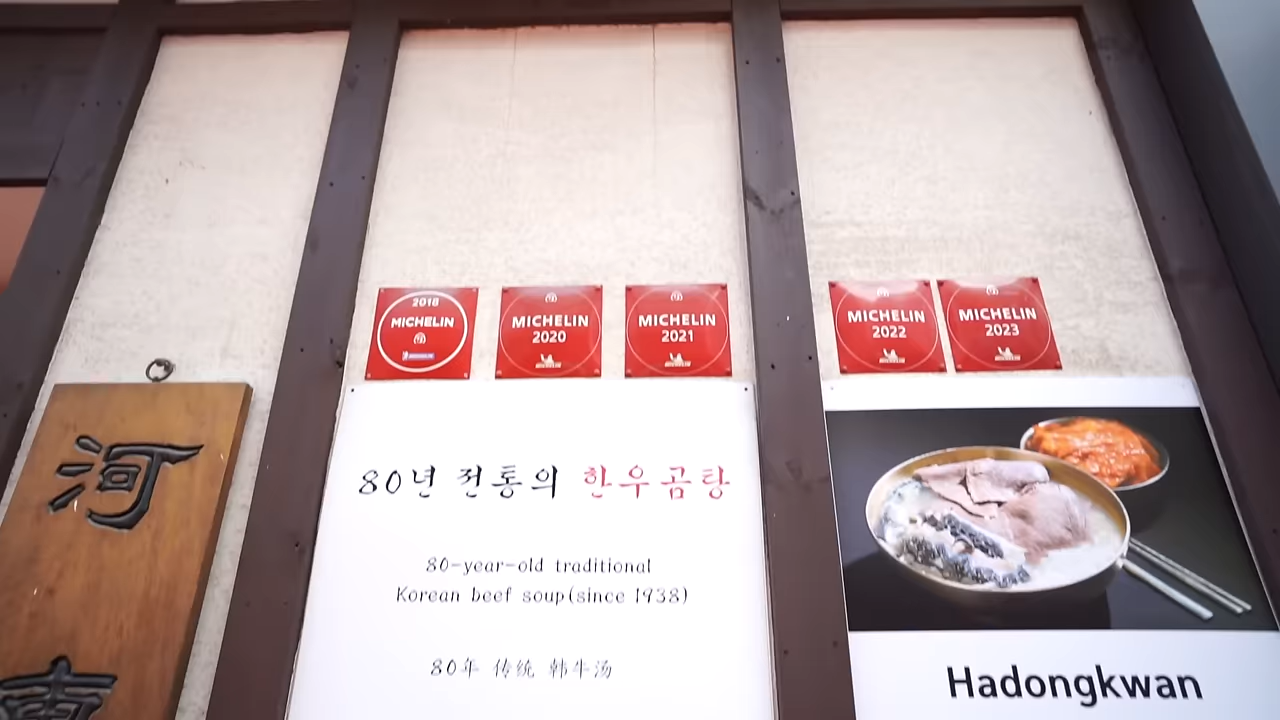 2018
MICHELIN
MICHELIN
2020
MICHELIN
2021
MICHELIN
2022
MICHELIN
2023
河
東
80년 전통의 한우곰탕
80-year-old traditional
Korean beef soup(since 1938)
80年 传统 韩牛汤
Hadongkwan